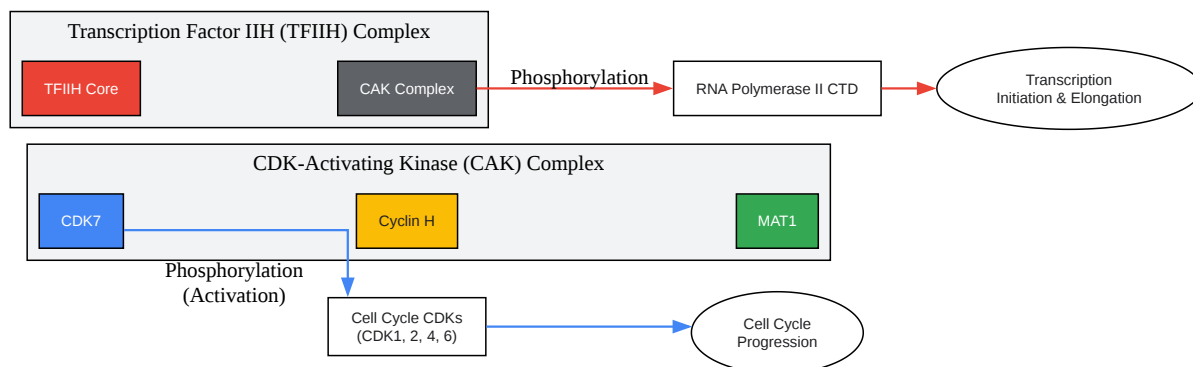 Transcription Factor IIH (TFIIH) Complex
TFIIH Core
CAK Complex
Phosphorylation
RNA Polymerase II CTD
Transcription
Initiation & Elongation
CDK-Activating Kinase (CAK) Complex
CDK7
Cyclin H
MAT1
Phosphorylation
(Activation)
Cell Cycle CDKs
(CDK1, 2, 4, 6)
Cell Cycle
Progression